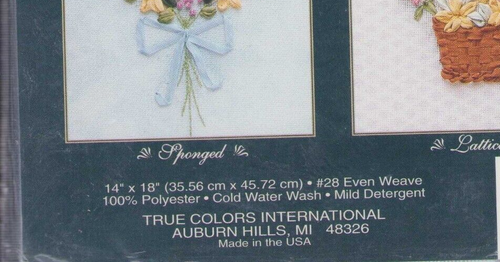 Sponged
Lattic
14" x 18" (35.56 cm x 45.72 cm) • #28 Even Weave
100% Polyester • Cold Water Wash • Mild Detergent
TRUE COLORS INTERNATIONAL
AUBURN HILLS, MI 48326
Made in the USA